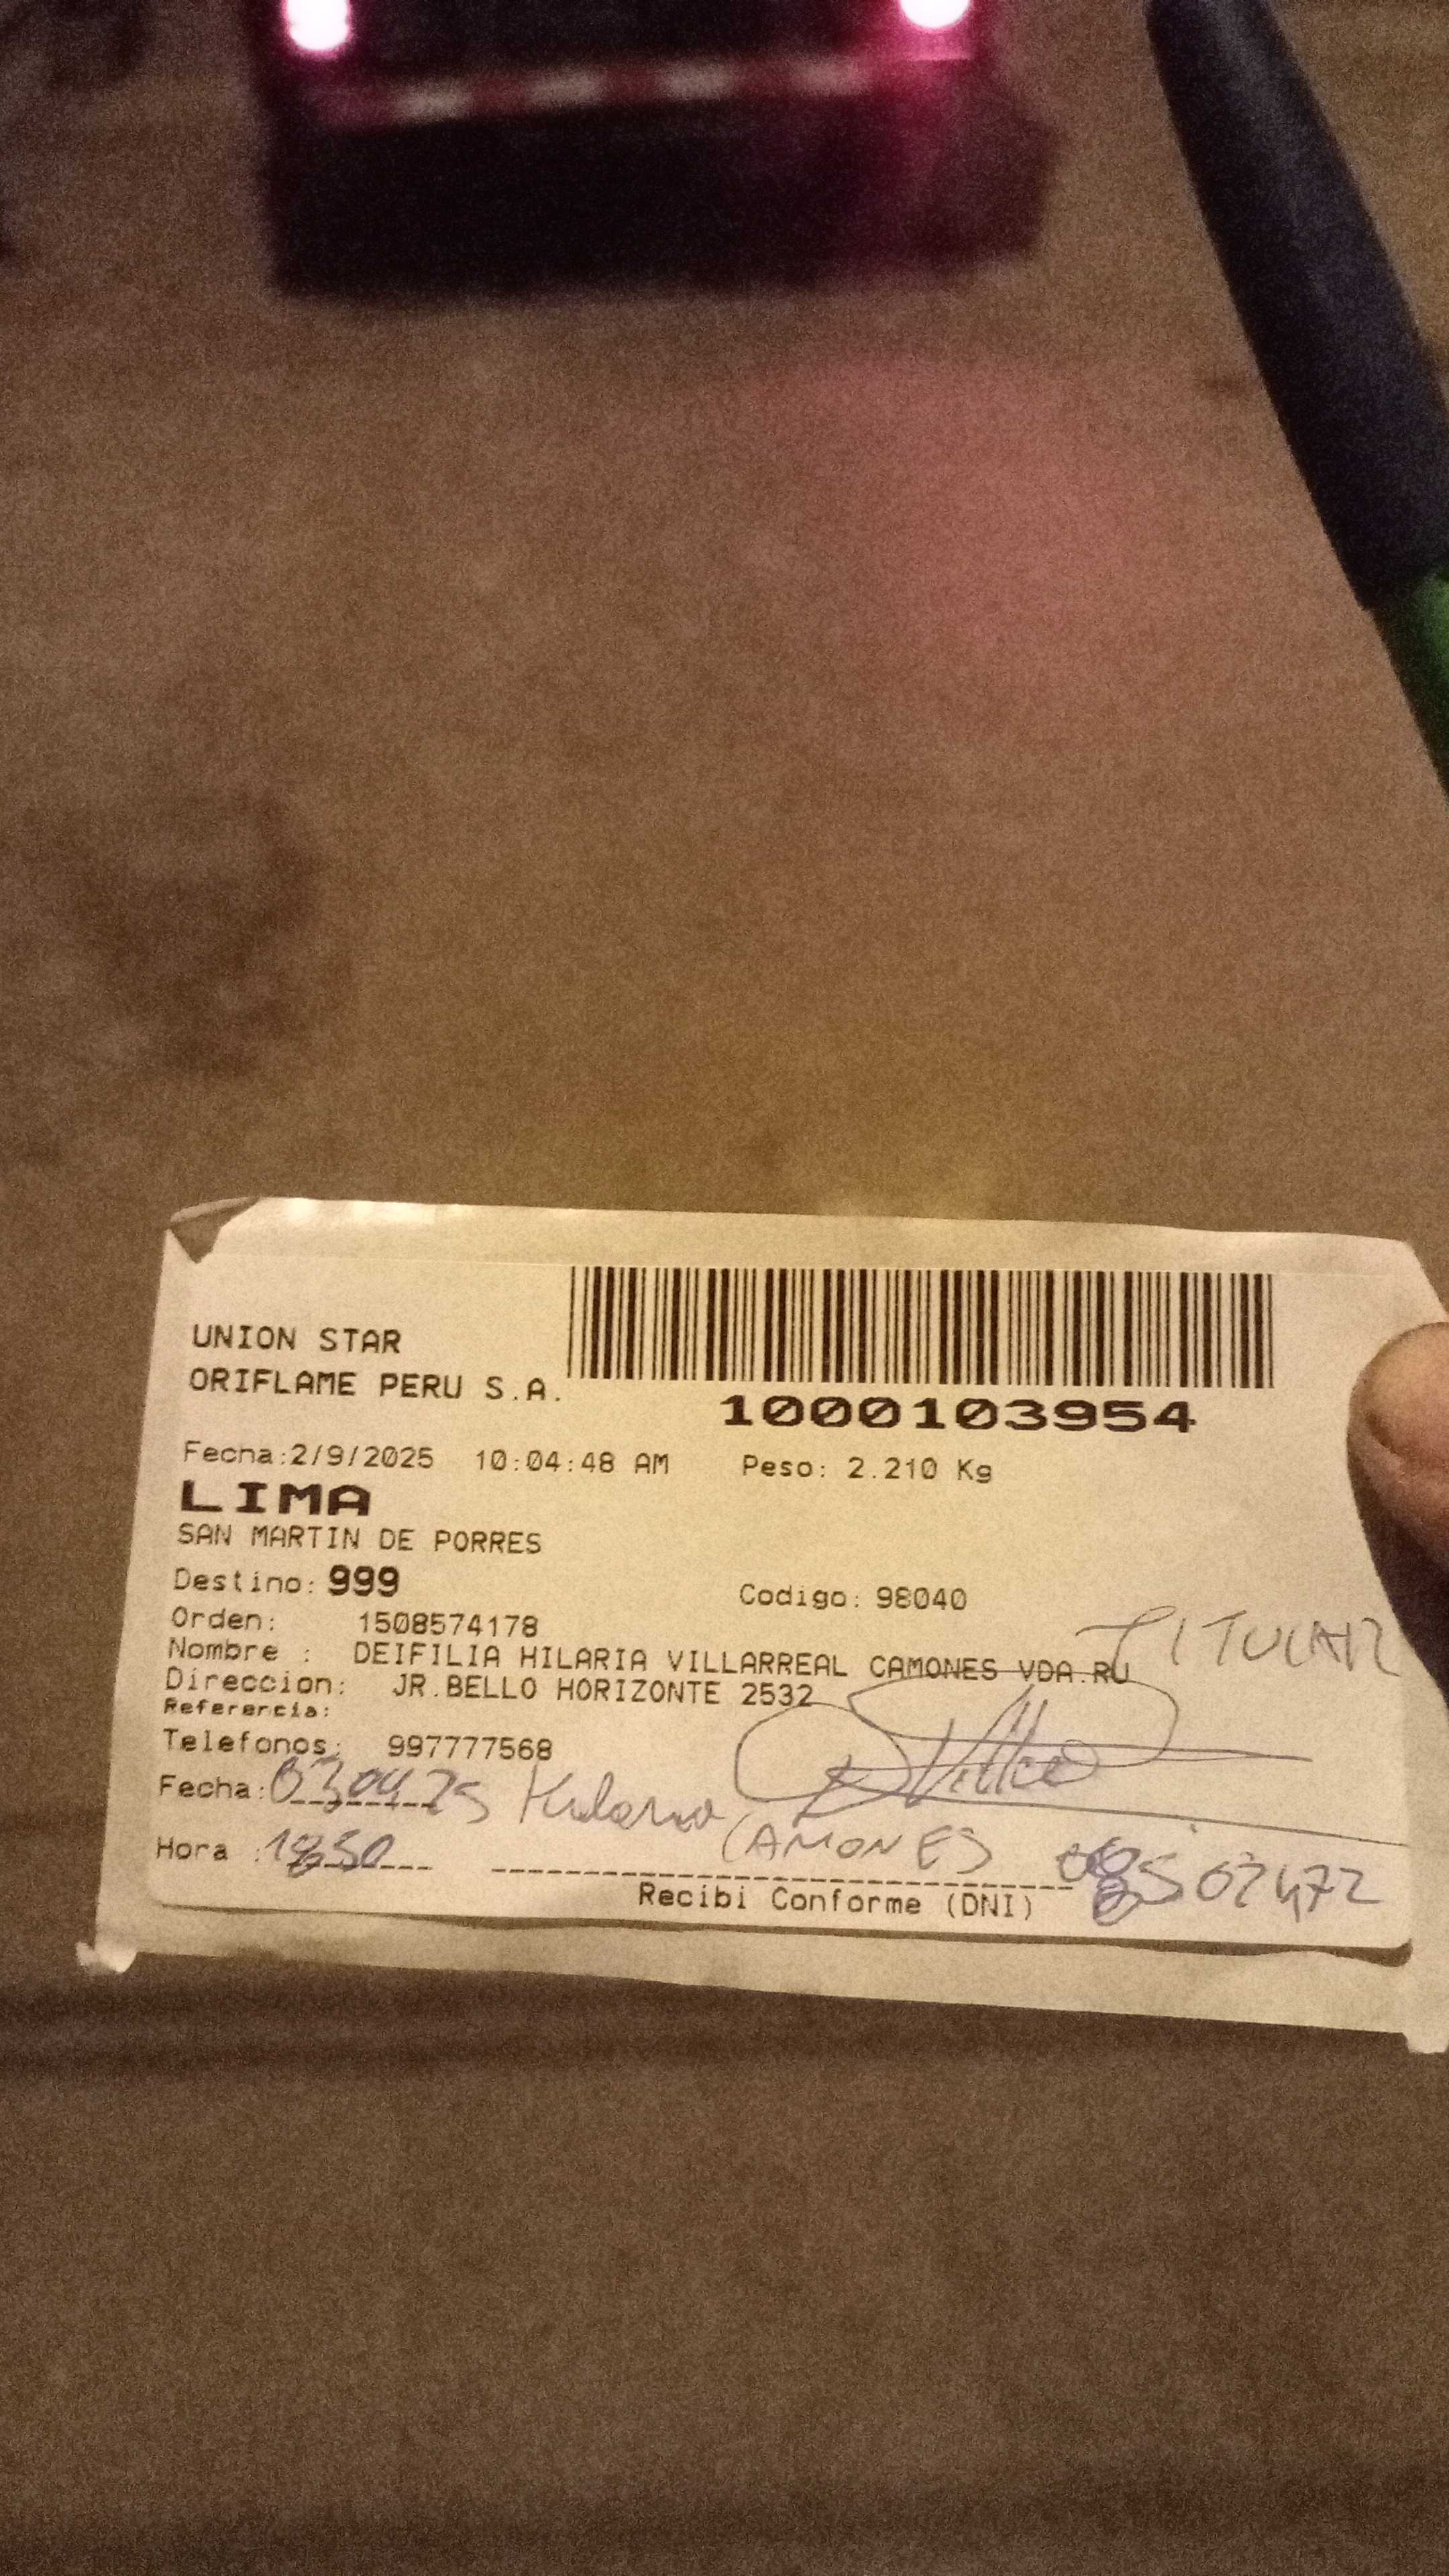 UNION STAR
ORIFLAME PERU S.A.
1000103954
Fecha:2/9/2025 10:04:48 AM Peso: 2.210 Kg
LIMA
SAN MARTIN DE PORRES
Destino: 999 Codigo: 98040
Orden: 1508574178
TITULAR
Nombre : DEIFILIA HILARIA VILLARREAL CAMONES VDA.RU
Direccion: JR.BELLO HORIZONTE 2532
Referencia:
Telefonos: 997777568
Fecha:
CAMONES
Hora :
Recibi Conforme (DNI)